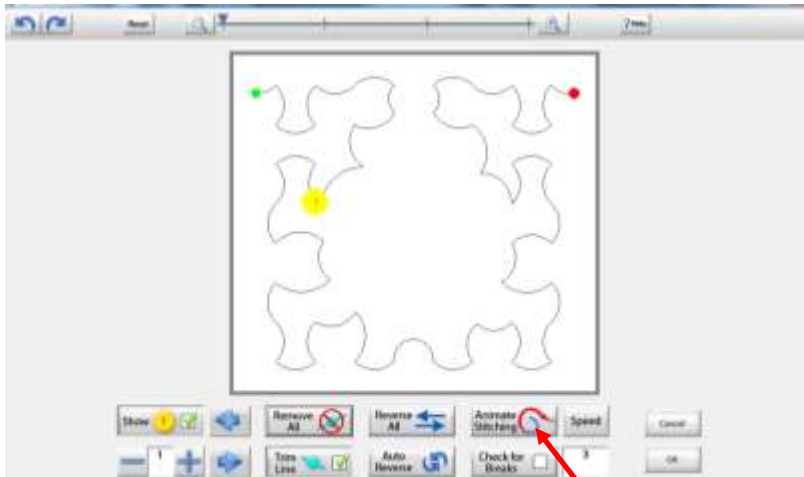 Reset ? Help
Show 1 Remove All Reverse All Animate Stitching Speed Cancel
1 Trim Line Auto Reverse Check for Breaks 3 OK